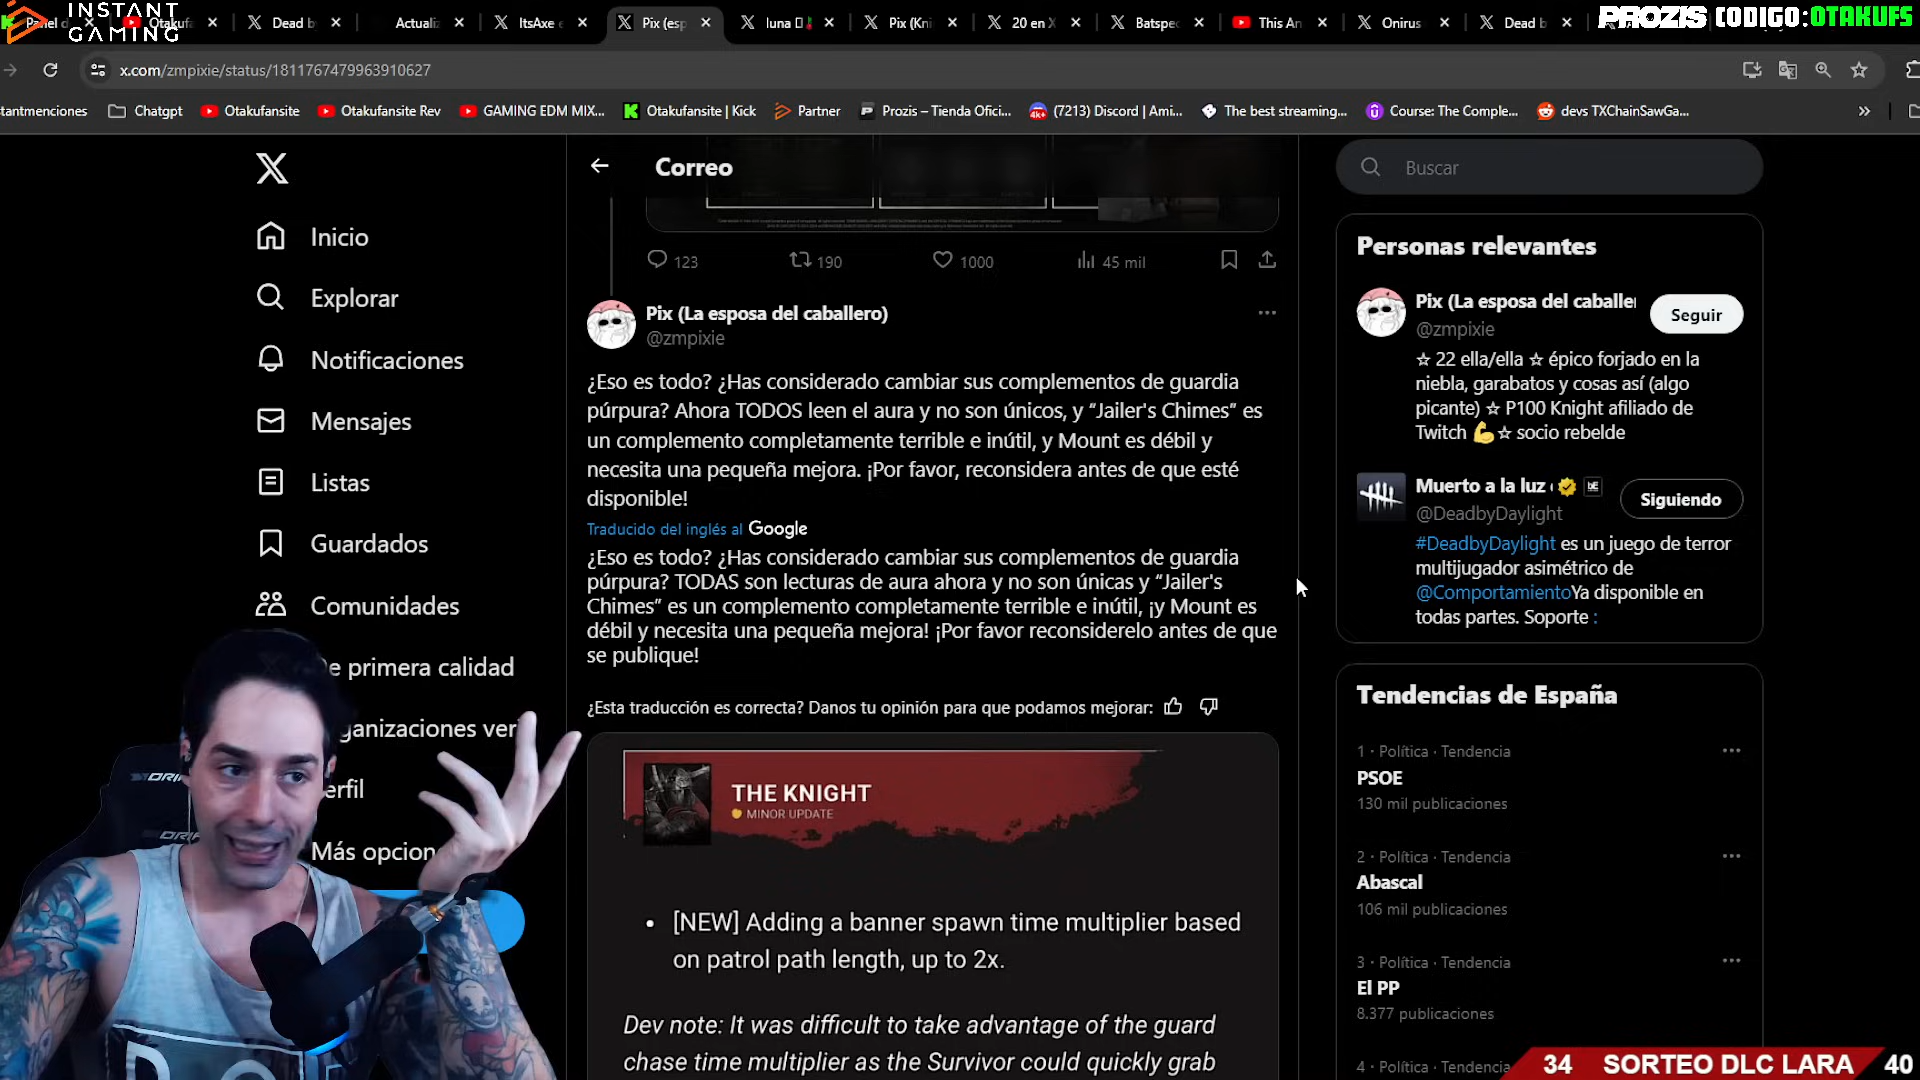 INSTANT
GAMING
Panel d
Otakuf
Dead b
Actualiz
ItsAxe
Pix (esp
luna
Pix (Kni
20 en X
Batspe
This An
Onirus
Dead b
PROZIS CODIGO:OTAKUFS
x.com/zmpixie/status/1811767479963910627
stantmenciones
Chatgpt
Otakufansite
Otakufansite Rev
GAMING EDM MIX...
Otakufansite | Kick
Partner
Prozis – Tienda Ofici...
(7213) Discord | Ami...
The best streaming...
Course: The Comple...
devs TXChainSawGa...
Correo
Buscar
Inicio
Explorar
Notificaciones
Mensajes
Listas
Guardados
Comunidades
De primera calidad
rganizaciones veri
erfil
Más opcion
123
190
1000
45 mil
Pix (La esposa del caballero)
@zmpixie
¿Eso es todo? ¿Has considerado cambiar sus complementos de guardia
púrpura? Ahora TODOS leen el aura y no son únicos, y “Jailer's Chimes” es
un complemento completamente terrible e inútil, y Mount es débil y
necesita una pequeña mejora. ¡Por favor, reconsidera antes de que esté
disponible!
Traducido del inglés al Google
¿Eso es todo? ¿Has considerado cambiar sus complementos de guardia
púrpura? TODAS son lecturas de aura ahora y no son únicas y “Jailer's
Chimes” es un complemento completamente terrible e inútil, ¡y Mount es
débil y necesita una pequeña mejora! ¡Por favor reconsiderelo antes de que
se publique!
¿Esta traducción es correcta? Danos tu opinión para que podamos mejorar:
THE KNIGHT
MINOR UPDATE
• [NEW] Adding a banner spawn time multiplier based
on patrol path length, up to 2x.
Dev note: It was difficult to take advantage of the guard
chase time multiplier as the Survivor could quickly grab
Personas relevantes
Pix (La esposa del caballer
@zmpixie
Seguir
☆ 22 ella/ella ☆ épico forjado en la
niebla, garabatos y cosas así (algo
picante) ☆ P100 Knight afiliado de
Twitch 💪☆ socio rebelde
Muerto a la luz
@DeadbyDaylight
Siguiendo
#DeadbyDaylight es un juego de terror
multijugador asimétrico de
@ComportamientoYa disponible en
todas partes. Soporte :
Tendencias de España
1 · Política · Tendencia
PSOE
130 mil publicaciones
2 · Política · Tendencia
Abascal
106 mil publicaciones
3 · Política · Tendencia
El PP
8.377 publicaciones
4 · Política · Tendenc
34 SORTEO DLC LARA 40